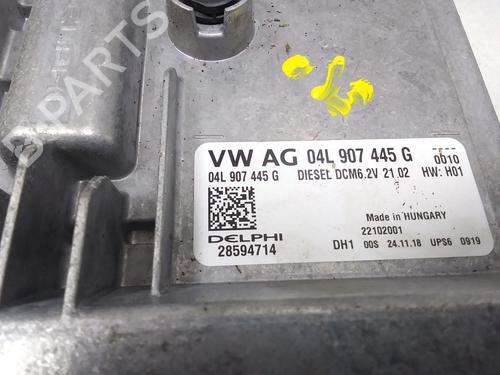 B-PARTS
VW AG 04L 907 445 G
0010
04L 907 445 G DIESEL DCM6.2V 21.02 HW: H01
Made in HUNGARY
22102001
DELPHI
28594714
DH1 00S 24.11.18 UPS6 0919